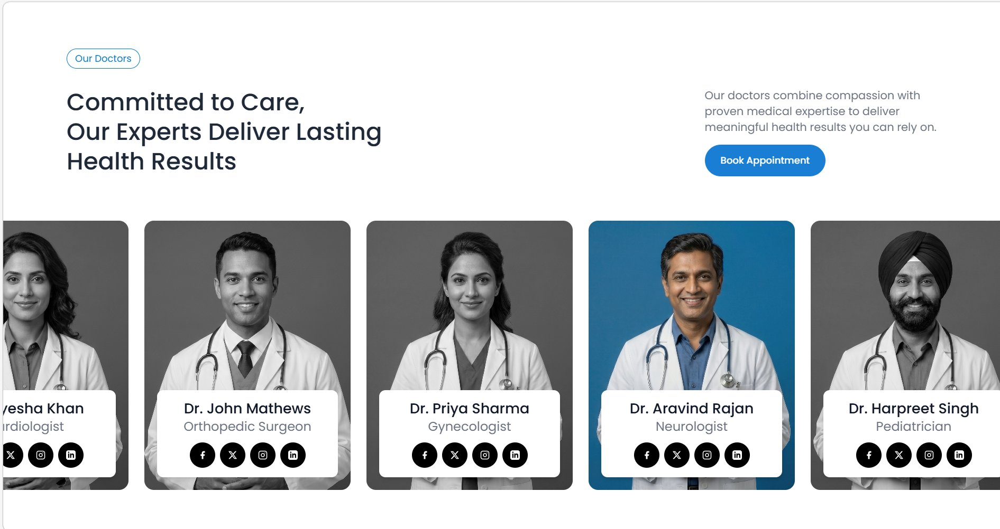 Our Doctors
Committed to Care,
Our Experts Deliver Lasting
Health Results
Our doctors combine compassion with
proven medical expertise to deliver
meaningful health results you can rely on.
Book Appointment
yesha Khan
rdiologist
Dr. John Mathews
Orthopedic Surgeon
Dr. Priya Sharma
Gynecologist
Dr. Aravind Rajan
Neurologist
Dr. Harpreet Singh
Pediatrician